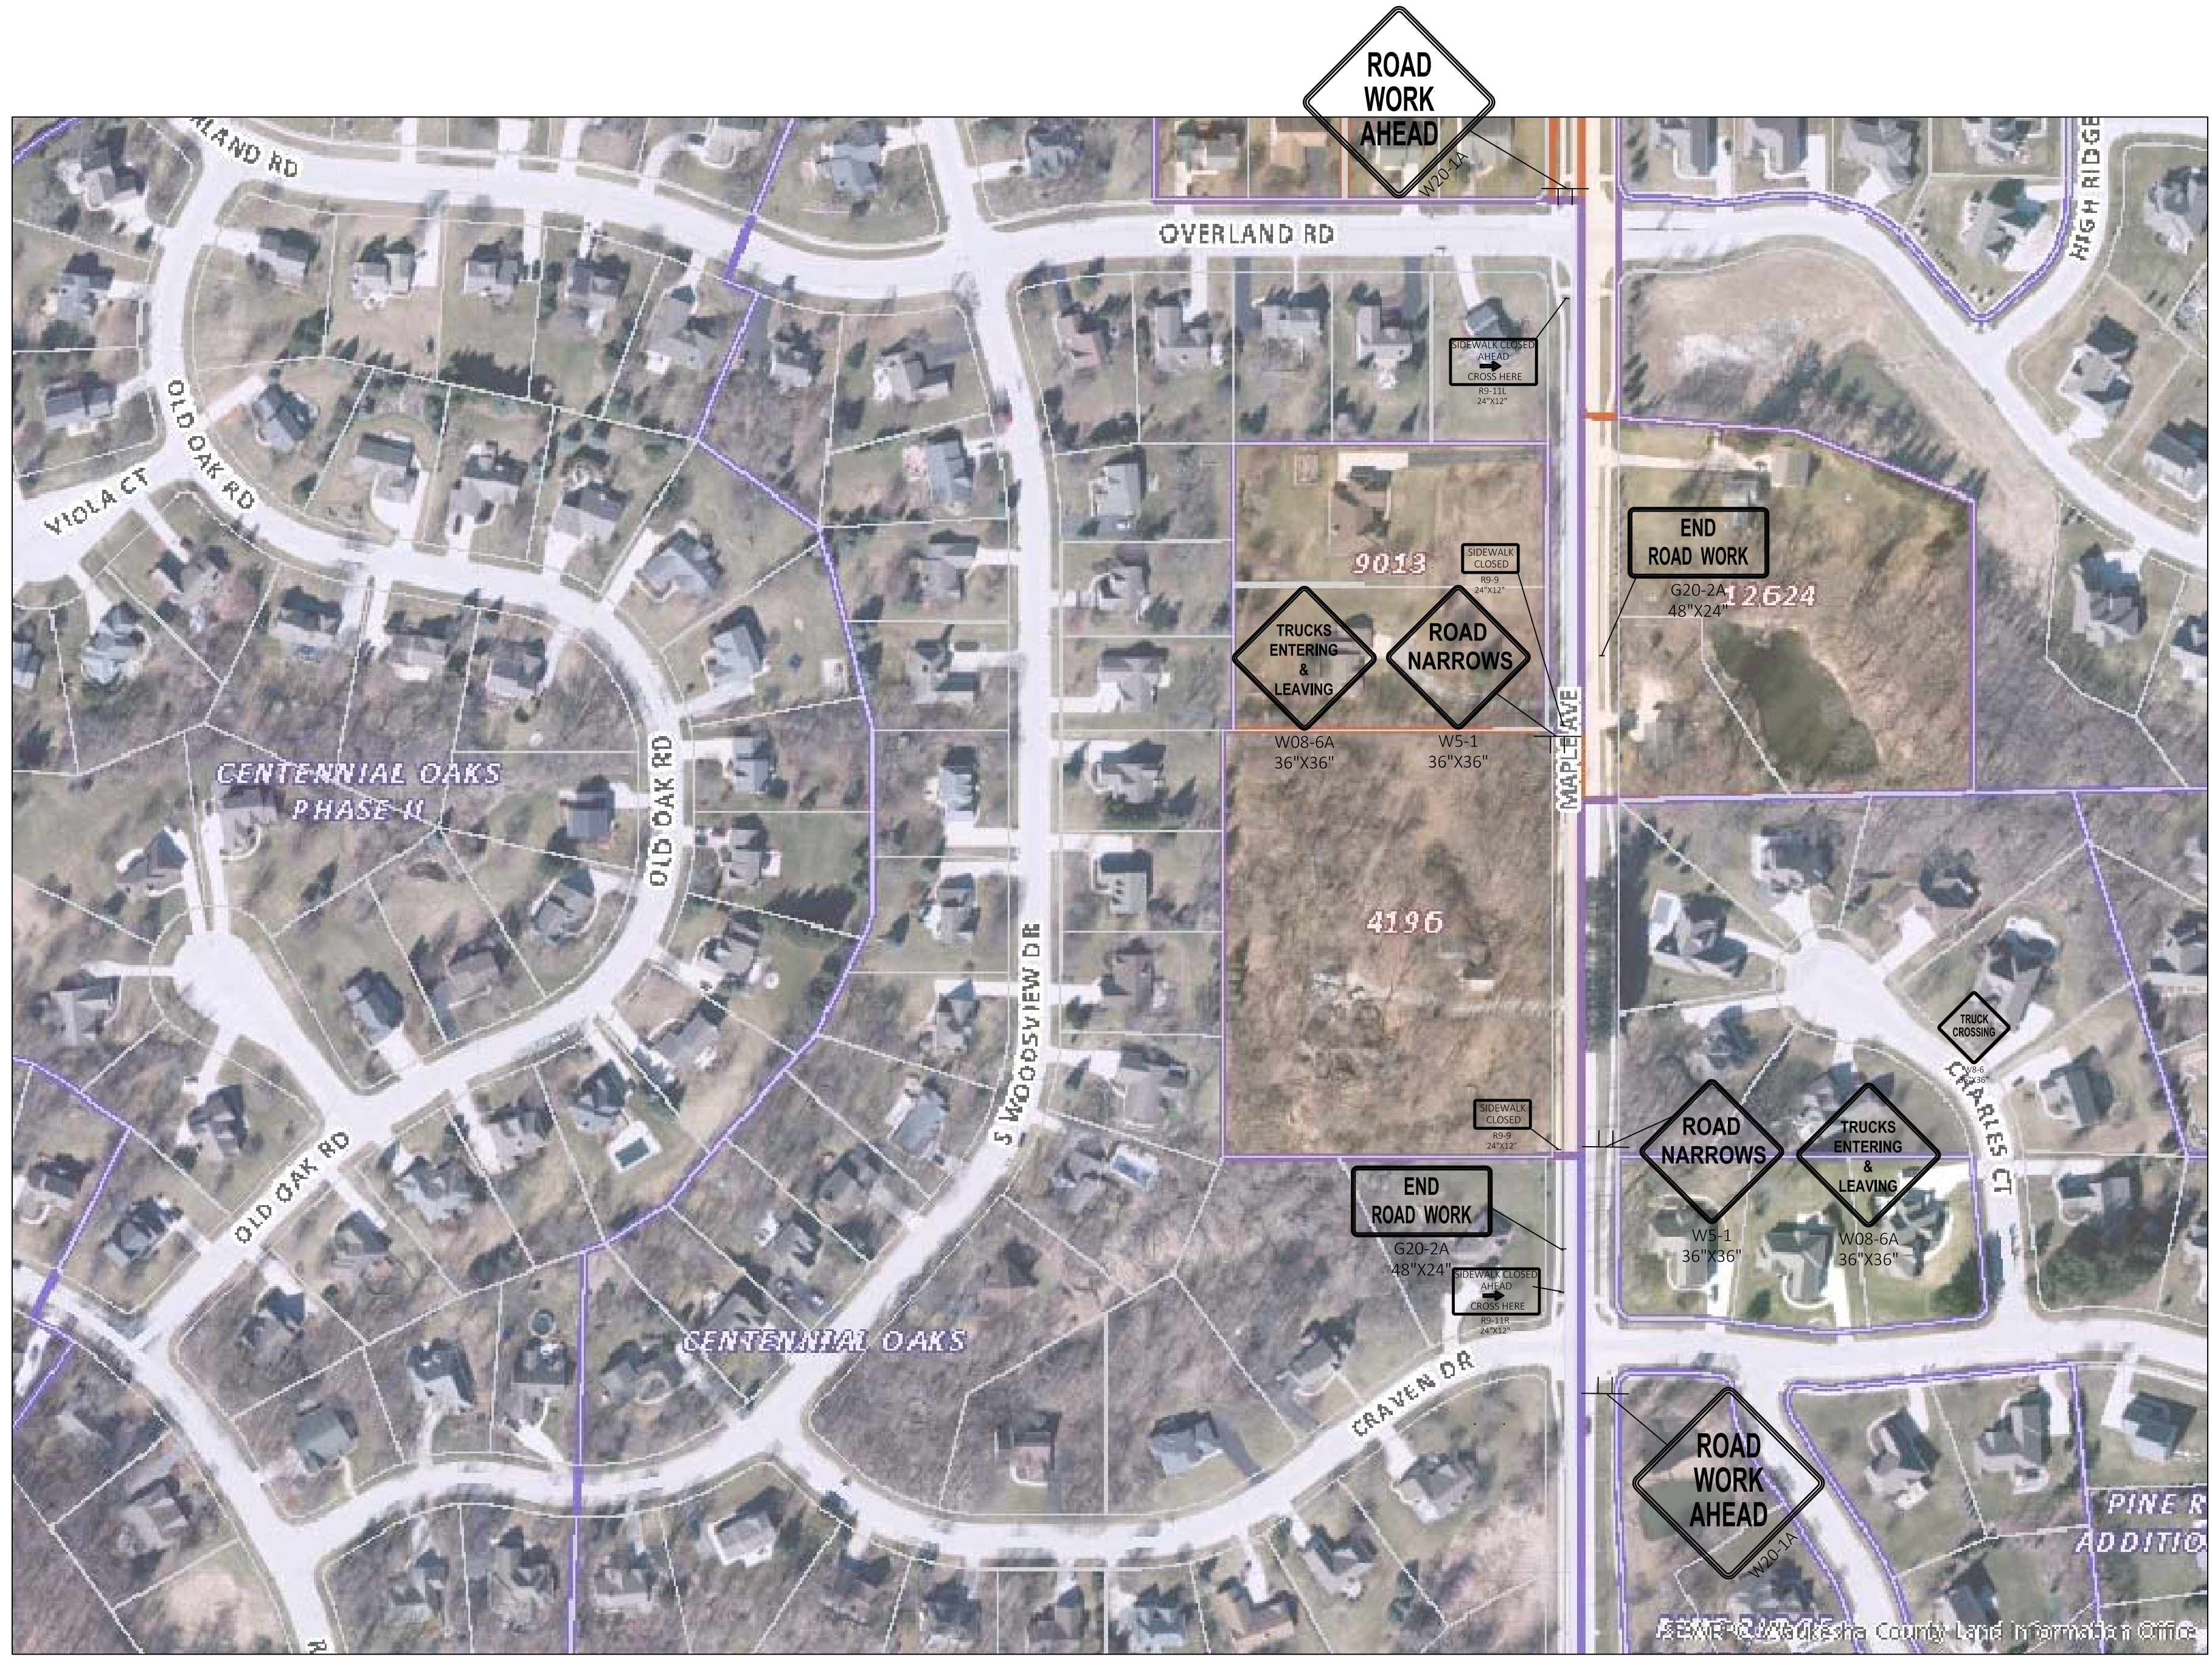 ROAD
WORK
AHEAD
W20-1A
RLAND RD
OVERLAND RD
HIGH RIDGE
SIDEWALK CLOSED
AHEAD
CROSS HERE
R9-11L
24"X12"
OLD OAK RD
VIOLA CT
END
ROAD WORK
G20-2A
48"X24"
12624
9013
SIDEWALK
CLOSED
R9-9
24"X12"
TRUCKS
ENTERING
&
LEAVING
W08-6A
36"X36"
ROAD
NARROWS
W5-1
36"X36"
MAPLE AVE
CENTENNIAL OAKS
PHASE II
OLD OAK RD
4196
S WOODSVIEW DR
TRUCK
CROSSING
W8-6
CHARLES CT
SIDEWALK
CLOSED
R9-9
24"X12"
ROAD
NARROWS
W5-1
36"X36"
TRUCKS
ENTERING
&
LEAVING
W08-6A
36"X36"
OLD OAK RD
END
ROAD WORK
G20-2A
48"X24"
SIDEWALK CLOSED
AHEAD
CROSS HERE
R9-11R
24"X12"
CENTENNIAL OAKS
CRAVEN DR
ROAD
WORK
AHEAD
W20-1A
PINE R
ADDITIO
Waukesha County Land Information Office